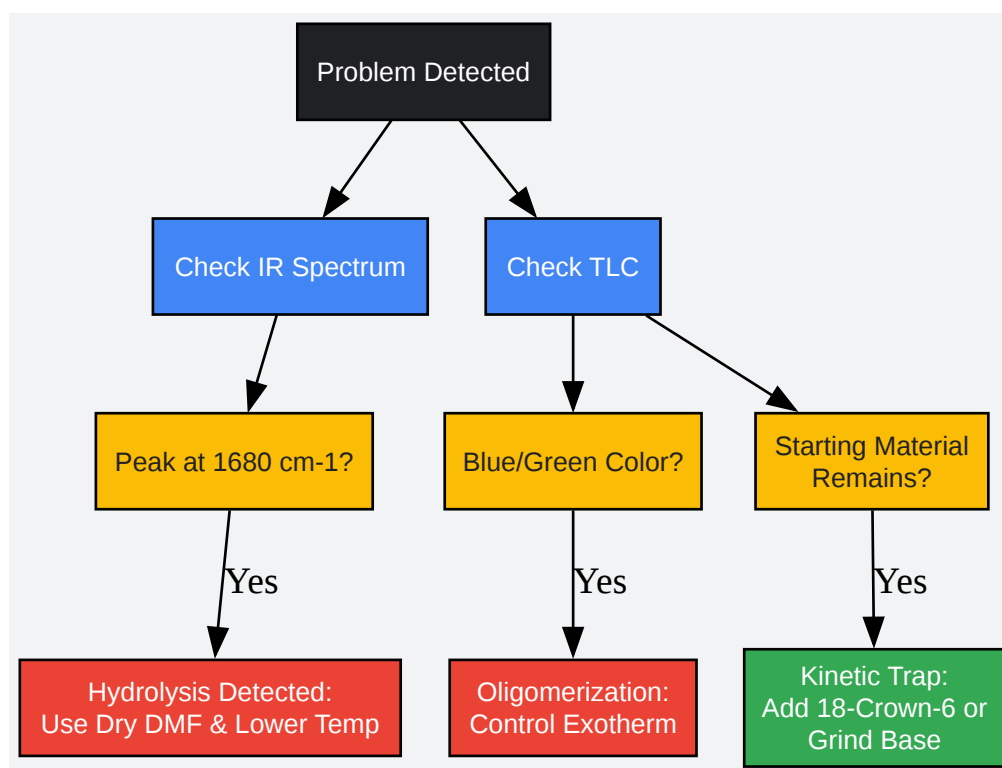 Problem Detected
Check IR Spectrum
Check TLC
Peak at 1680 cm-1?
Blue/Green Color?
Starting Material
Remains?
Yes
Yes
Yes
Hydrolysis Detected:
Use Dry DMF & Lower Temp
Oligomerization:
Control Exotherm
Kinetic Trap:
Add 18-Crown-6 or
Grind Base